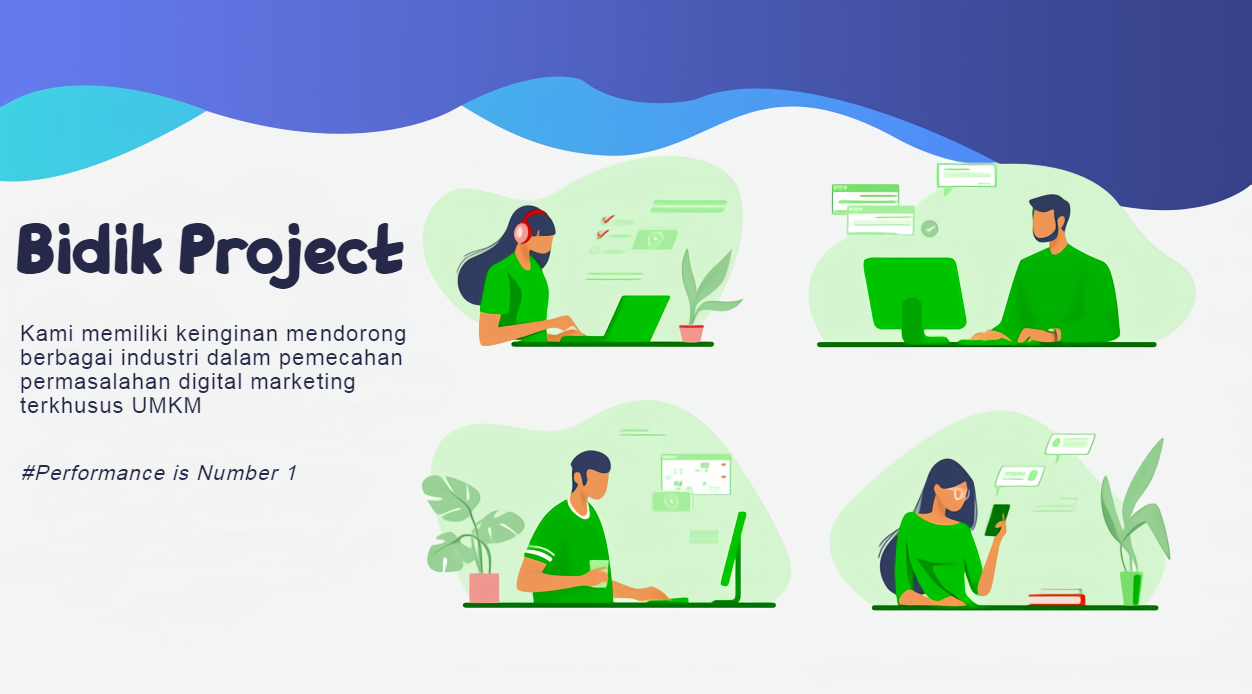 Bidik Project
Kami memiliki keinginan mendorong
berbagai industri dalam pemecahan
permasalahan digital marketing
terkhusus UMKM
#Performance is Number 1